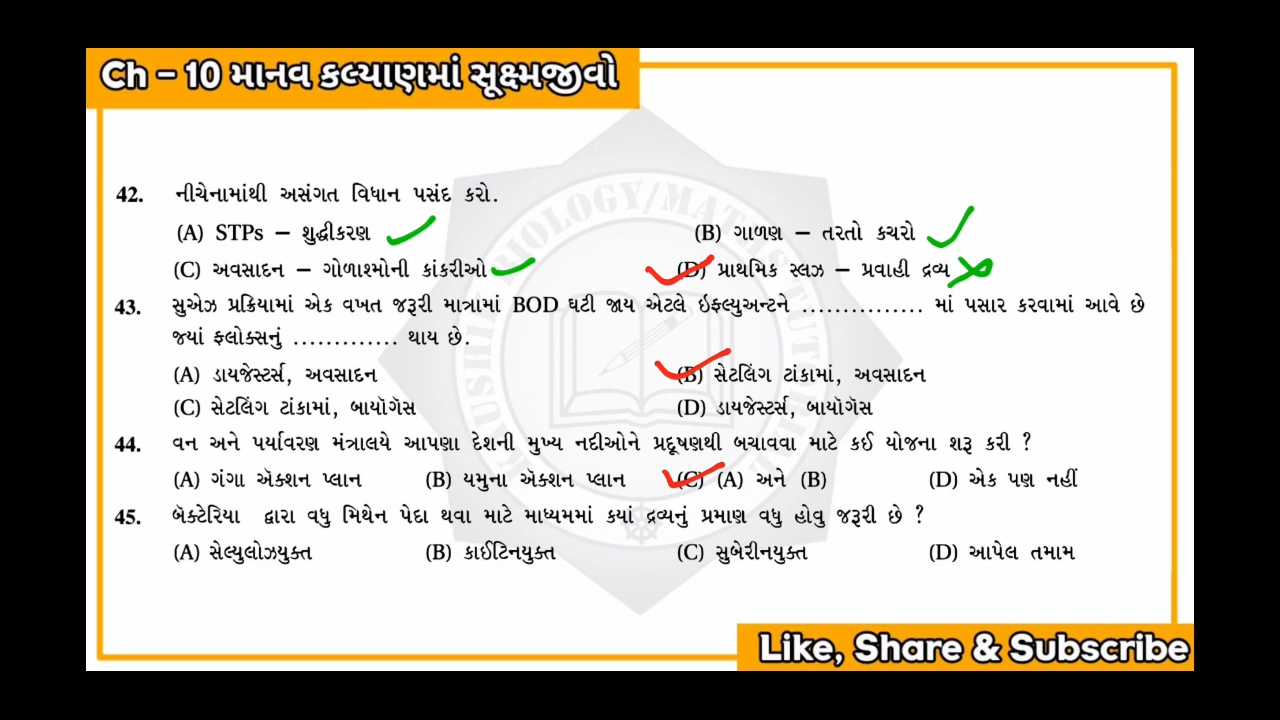 Ch – 10 માનવ કલ્યાણમાં સૂક્ષ્મજીવો
42. નીચેનામાંથી અસંગત વિધાન પસંદ કરો.
(A) STPs – શુદ્ધીકરણ (B) ગાળણ – તરતો કચરો
(C) અવસાદન – ગોળાશ્મોની કાંકરીઓ (D) પ્રાથમિક સ્લઝ – પ્રવાહી દ્રવ્ય
43. સુએઝ પ્રક્રિયામાં એક વખત જરૂરી માત્રામાં BOD ઘટી જાય એટલે ઇફ્લ્યુઅન્ટને ............... માં પસાર કરવામાં આવે છે
જ્યાં ફ્લોક્સનું ............. થાય છે.
(A) ડાયજેસ્ટર્સ, અવસાદન (B) સેટલિંગ ટાંકામાં, અવસાદન
(C) સેટલિંગ ટાંકામાં, બાયૉગૅસ (D) ડાયજેસ્ટર્સ, બાયૉગૅસ
44. વન અને પર્યાવરણ મંત્રાલયે આપણા દેશની મુખ્ય નદીઓને પ્રદૂષણથી બચાવવા માટે કઈ યોજના શરૂ કરી ?
(A) ગંગા ઍક્શન પ્લાન (B) યમુના ઍક્શન પ્લાન (C) (A) અને (B) (D) એક પણ નહીં
45. બૅક્ટેરિયા દ્વારા વધુ મિથેન પેદા થવા માટે માધ્યમમાં કયાં દ્રવ્યનું પ્રમાણ વધુ હોવુ જરૂરી છે ?
(A) સેલ્યુલોઝયુક્ત (B) કાઈટિનયુક્ત (C) સુબેરીનયુક્ત (D) આપેલ તમામ
Like, Share & Subscribe